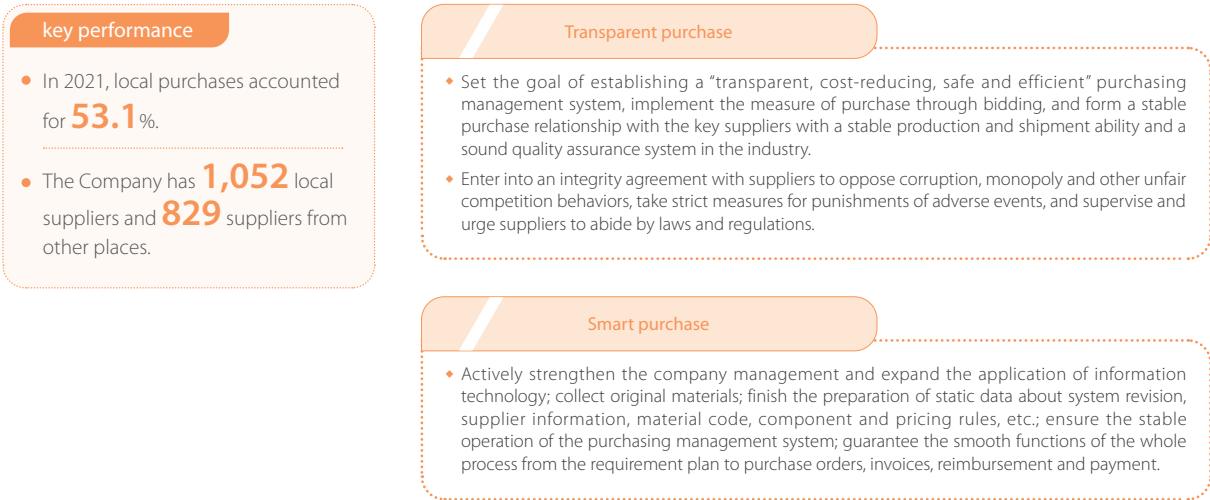 key performance
In 2021, local purchases accounted
for 53.1%.
The Company has 1,052 local
suppliers and 829 suppliers from
other places.
Transparent purchase
Set the goal of establishing a “transparent, cost-reducing, safe and efficient” purchasing
management system, implement the measure of purchase through bidding, and form a stable
purchase relationship with the key suppliers with a stable production and shipment ability and a
sound quality assurance system in the industry.
Enter into an integrity agreement with suppliers to oppose corruption, monopoly and other unfair
competition behaviors, take strict measures for punishments of adverse events, and supervise and
urge suppliers to abide by laws and regulations.
Smart purchase
Actively strengthen the company management and expand the application of information
technology; collect original materials; finish the preparation of static data about system revision,
supplier information, material code, component and pricing rules, etc.; ensure the stable
operation of the purchasing management system; guarantee the smooth functions of the whole
process from the requirement plan to purchase orders, invoices, reimbursement and payment.